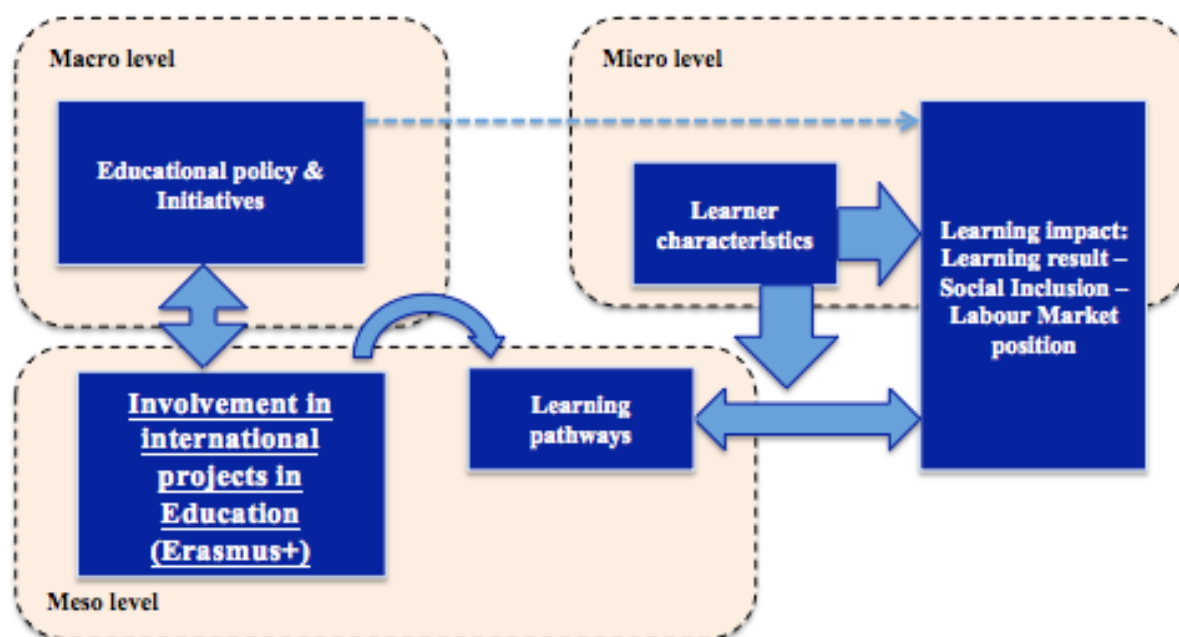 Macro level
Educational policy &
Initiatives
Micro level
Learner
characteristics
Learning impact:
Learning result –
Social Inclusion –
Labour Market
position
Involvement in
international
projects in
Education
(Erasmus+)
Learning
pathways
Meso level